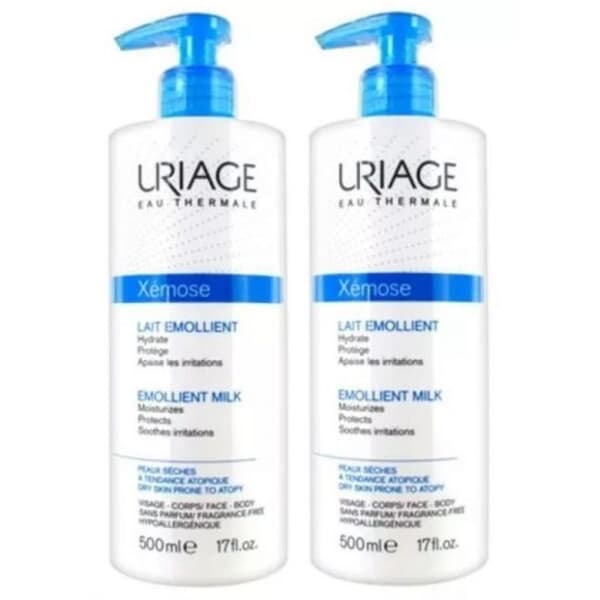 URIAGE
EAU THERMALE
Xémose
LAIT EMOLLIENT
Hydrate
Protège
Apaise les irritations
EMOLLIENT MILK
Moisturizes
Protects
Soothes irritations
PEAUX SÈCHES
A TENDANCE ATOPIQUE
DRY SKIN PRONE TO ATOPY
VISAGE - CORPS/ FACE - BODY
SANS PARFUM/ FRAGRANCE-FREE
HYPOALLERGÉNIQUE
500ml e 17fl.oz.
URIAGE
EAU THERMALE
Xémose
LAIT EMOLLIENT
Hydrate
Protège
Apaise les irritations
EMOLLIENT MILK
Moisturizes
Protects
Soothes irritations
PEAUX SÈCHES
A TENDANCE ATOPIQUE
DRY SKIN PRONE TO ATOPY
VISAGE - CORPS/ FACE - BODY
SANS PARFUM/ FRAGRANCE-FREE
HYPOALLERGÉNIQUE
500ml e 17fl.oz.